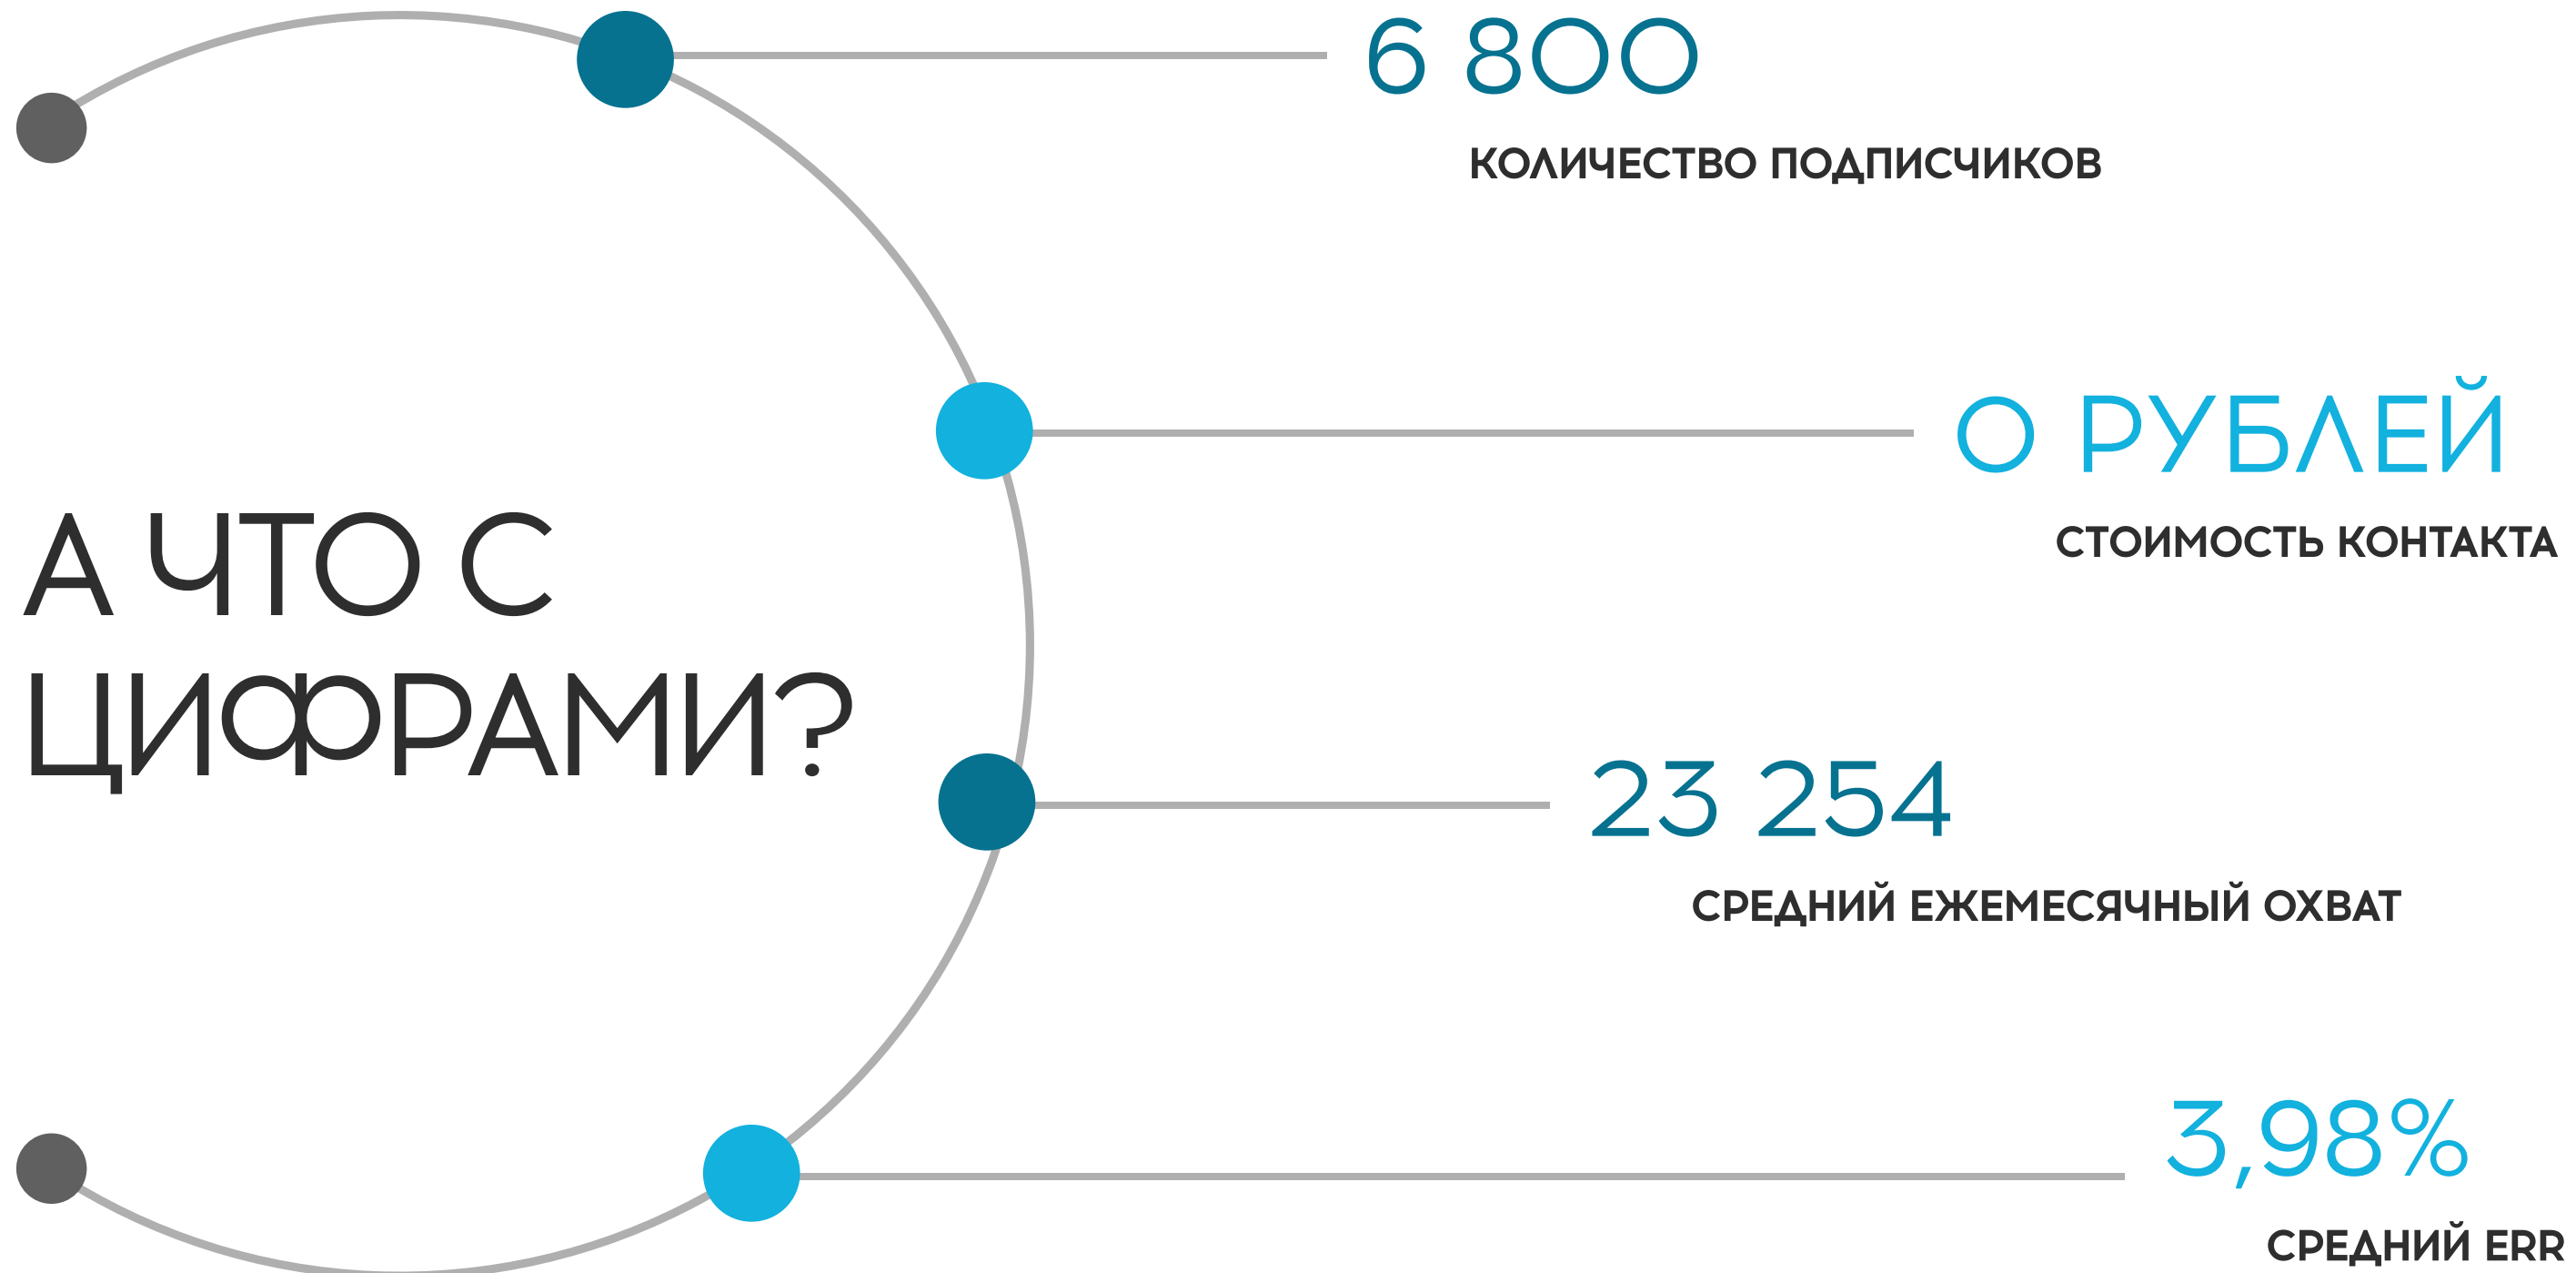 А ЧТО С
ЦИФРАМИ?
6 800
КОЛИЧЕСТВО ПОДПИСЧИКОВ
0 РУБЛЕЙ
СТОИМОСТЬ КОНТАКТА
23 254
СРЕДНИЙ ЕЖЕМЕСЯЧНЫЙ ОХВАТ
3,98%
СРЕДНИЙ ERR